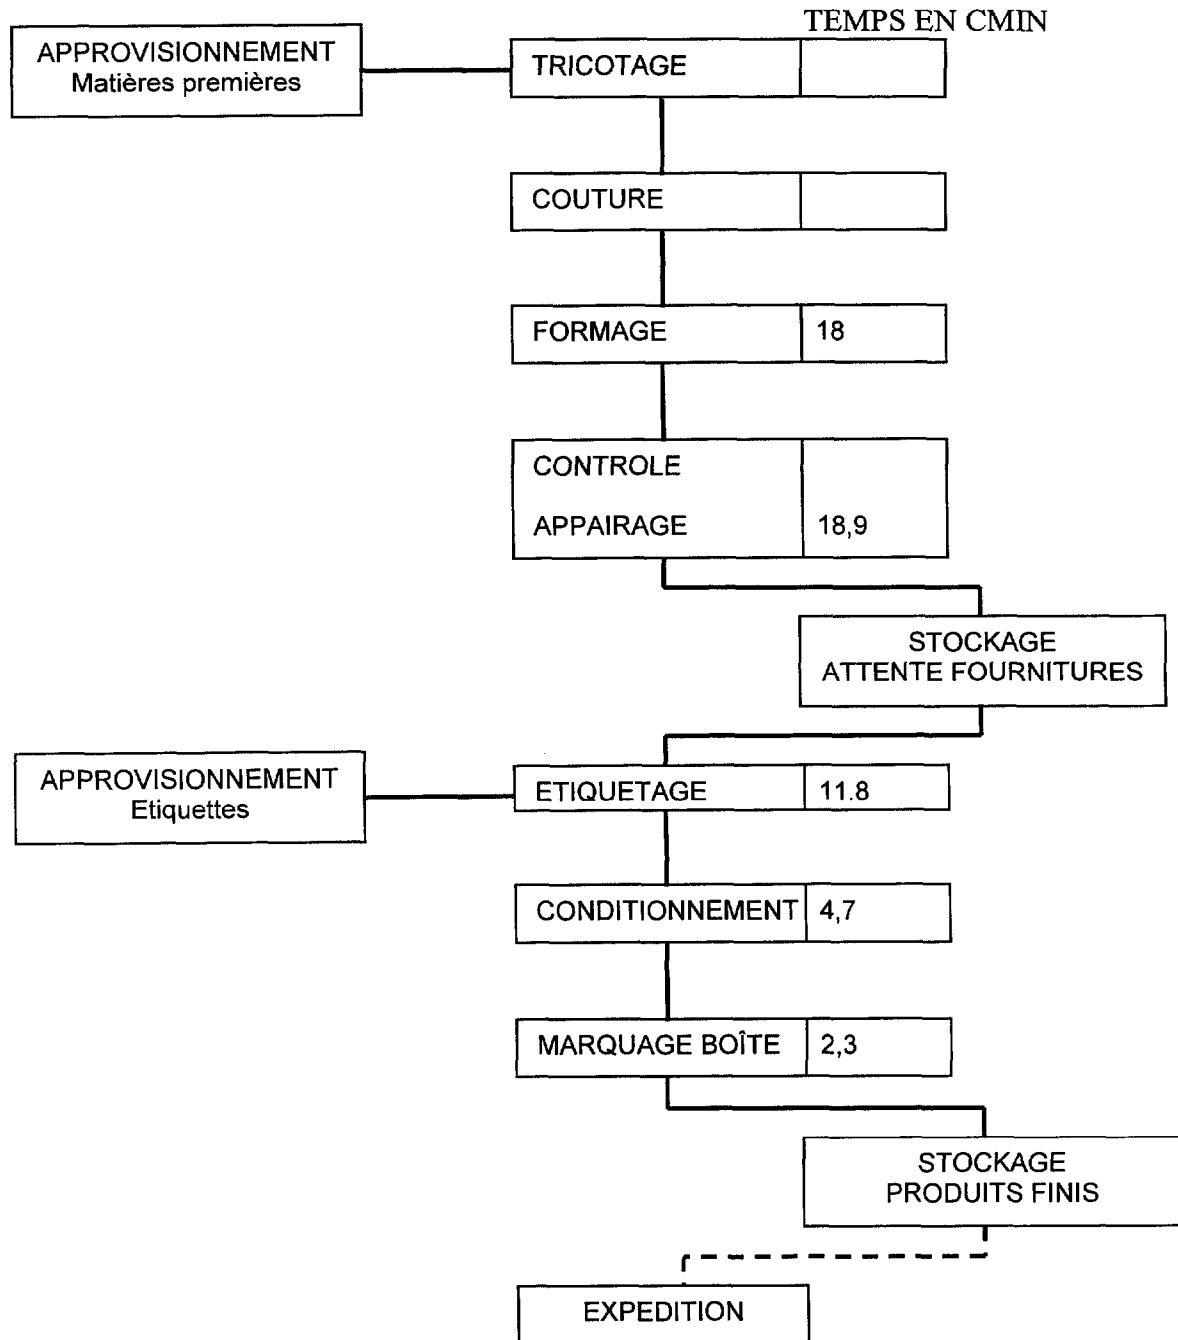 TEMPS EN CMIN
APPROVISIONNEMENT
Matières premières
TRICOTAGE
COUTURE
FORMAGE 18
CONTROLE
APPAIRAGE 18,9
STOCKAGE
ATTENTE FOURNITURES
APPROVISIONNEMENT
Etiquettes
ETIQUETAGE 11.8
CONDITIONNEMENT 4,7
MARQUAGE BOÎTE 2,3
STOCKAGE
PRODUITS FINIS
EXPEDITION